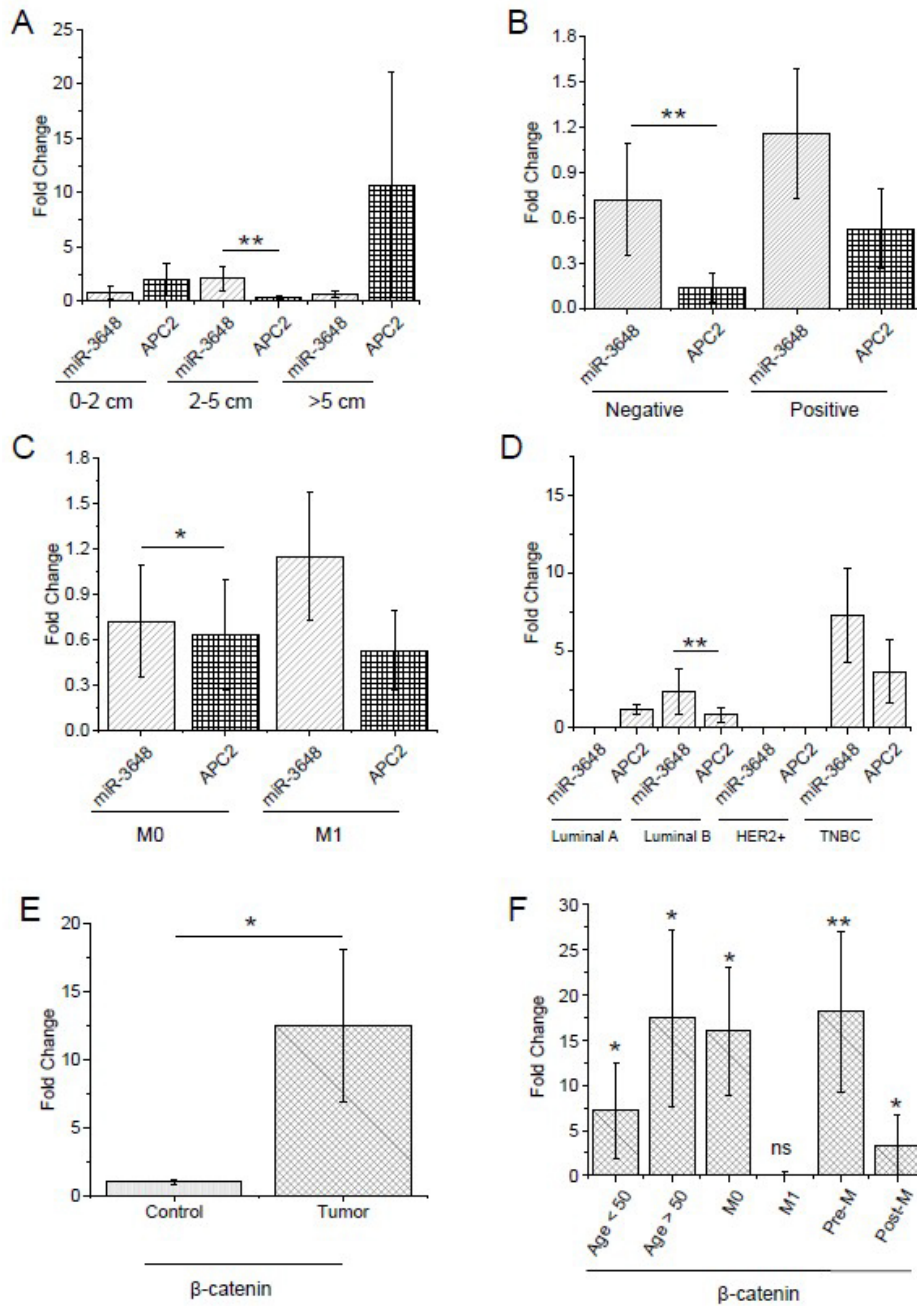 A
Fold Change
25
20
15
10
5
0
**
miR-3648
APC2
miR-3648
APC2
miR-3648
APC2
0-2 cm
2-5 cm
>5 cm
B
Fold Change
1.8
1.5
1.2
0.9
0.6
0.3
0.0
**
miR-3648
APC2
miR-3648
APC2
Negative
Positive
C
Fold Change
1.8
1.5
1.2
0.9
0.6
0.3
0.0
*
miR-3648
APC2
miR-3648
APC2
M0
M1
D
Fold Change
15
10
5
0
**
miR-3648
APC2
miR-3648
APC2
miR-3648
APC2
miR-3648
APC2
Luminal A
Luminal B
HER2+
TNBC
E
Fold Change
20
15
10
5
0
*
Control
Tumor
β-catenin
F
Fold Change
30
25
20
15
10
5
0
*
*
*
ns
**
*
Age < 50
Age > 50
M0
M1
Pre-M
Post-M
β-catenin